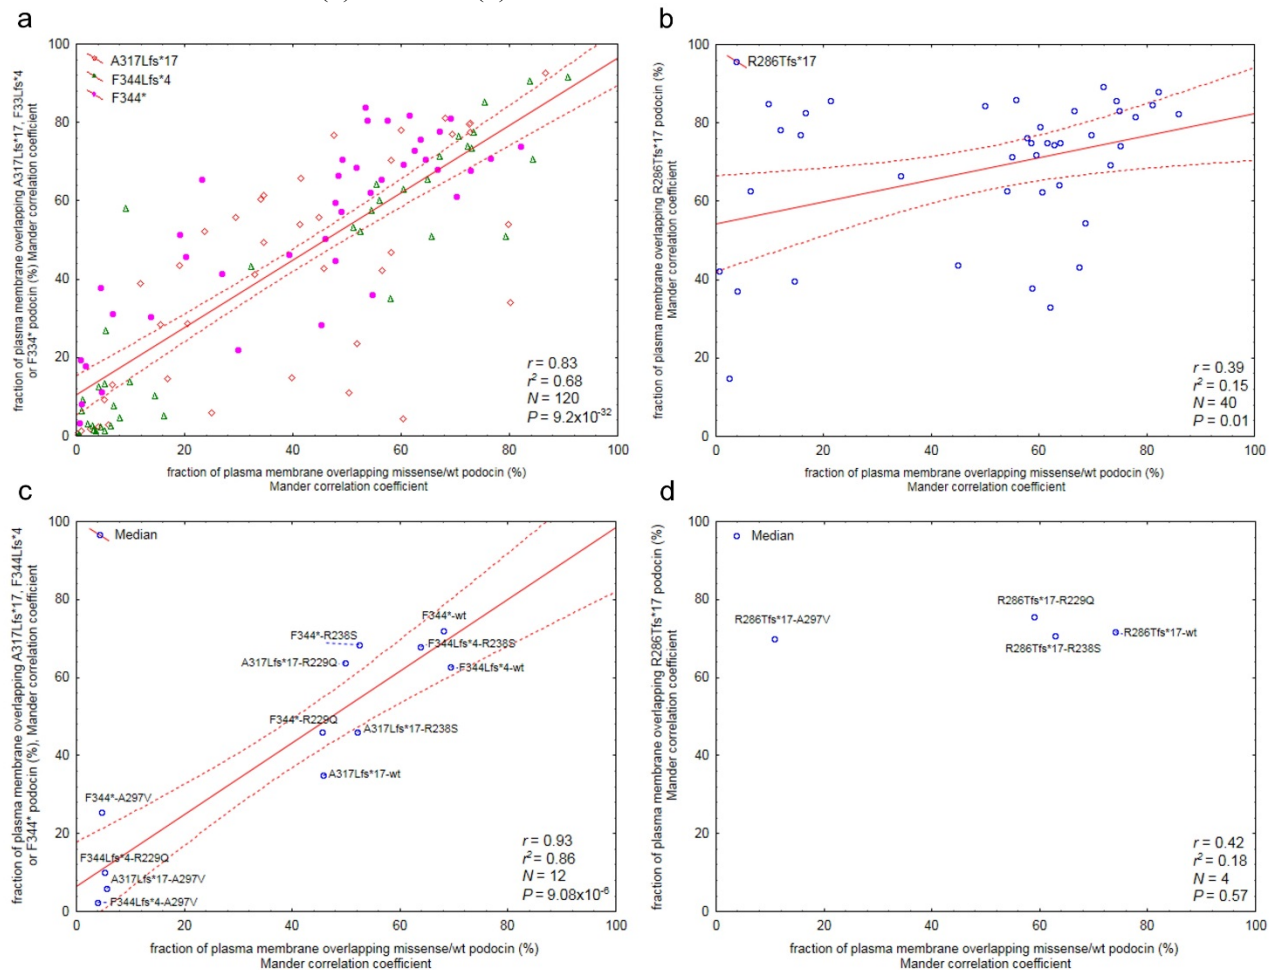 a
100
80
60
40
20
0
fraction of plasma membrane overlapping A317Lfs*17, F33Lfs*4
or F334* podocin (%) Mander correlation coefficient
A317Lfs*17
F344Lfs*4
F344*
r = 0.83
r² = 0.68
N = 120
P = 9.2x10⁻³²
0 20 40 60 80 100
fraction of plasma membrane overlapping missense/wt podocin (%)
Mander correlation coefficient
b
100
80
60
40
20
0
fraction of plasma membrane overlapping R286Tfs*17 podocin (%)
Mander correlation coefficient
R286Tfs*17
r = 0.39
r² = 0.15
N = 40
P = 0.01
0 20 40 60 80 100
fraction of plasma membrane overlapping missense/wt podocin (%)
Mander correlation coefficient
c
100
80
60
40
20
0
fraction of plasma membrane overlapping A317Lfs*17, F344Lfs*4
or F344* podocin (%), Mander correlation coefficient
Median
F344*-wt
F344*-R238S
F344Lfs*4-R238S
A317Lfs*17-R229Q
F344Lfs*4-wt
F344*-R229Q
A317Lfs*17-R238S
A317Lfs*17-wt
F344*-A297V
F344Lfs*4-R229Q
A317Lfs*17-A297V
F344Lfs*4-A297V
r = 0.93
r² = 0.86
N = 12
P = 9.08x10⁻⁶
0 20 40 60 80 100
fraction of plasma membrane overlapping missense/wt podocin (%)
Mander correlation coefficient
d
100
80
60
40
20
0
fraction of plasma membrane overlapping R286Tfs*17 podocin (%)
Mander correlation coefficient
Median
R286Tfs*17-R229Q
R286Tfs*17-A297V
R286Tfs*17-wt
R286Tfs*17-R238S
r = 0.42
r² = 0.18
N = 4
P = 0.57
0 20 40 60 80 100
fraction of plasma membrane overlapping missense/wt podocin (%)
Mander correlation coefficient